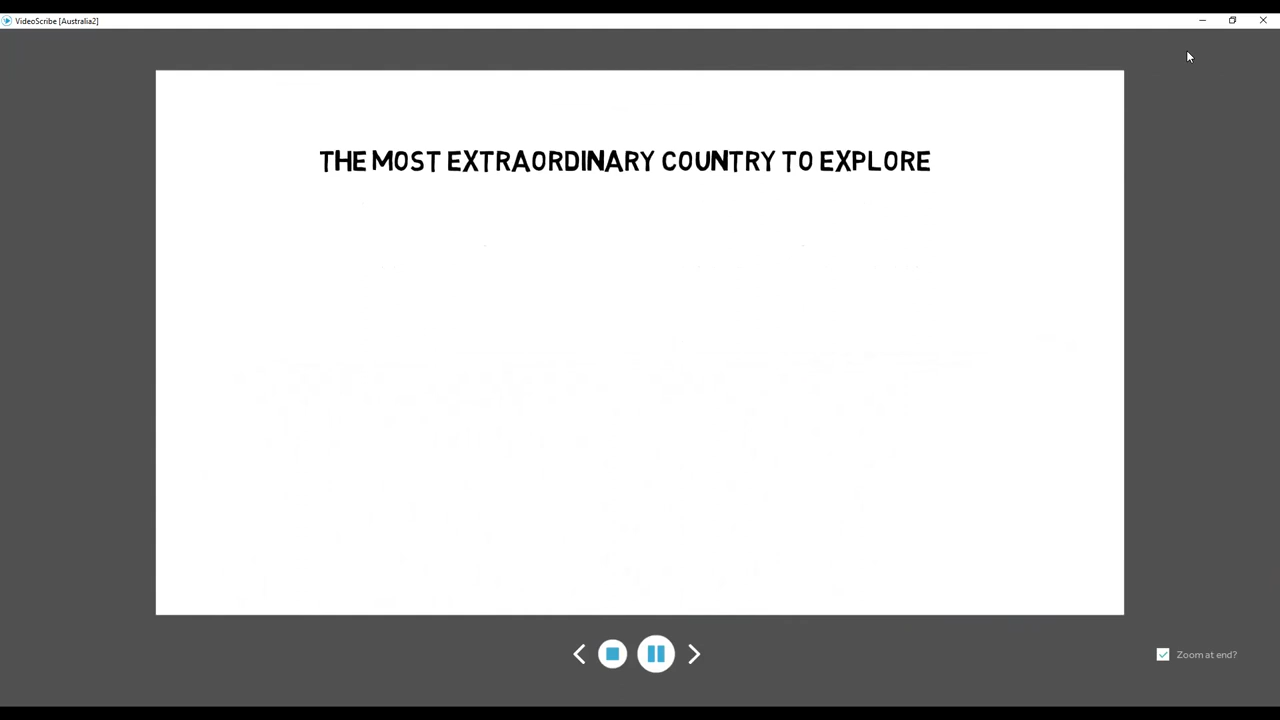 VideoScribe [Australia2]
THE MOST EXTRAORDINARY COUNTRY TO EXPLORE
Zoom at end?